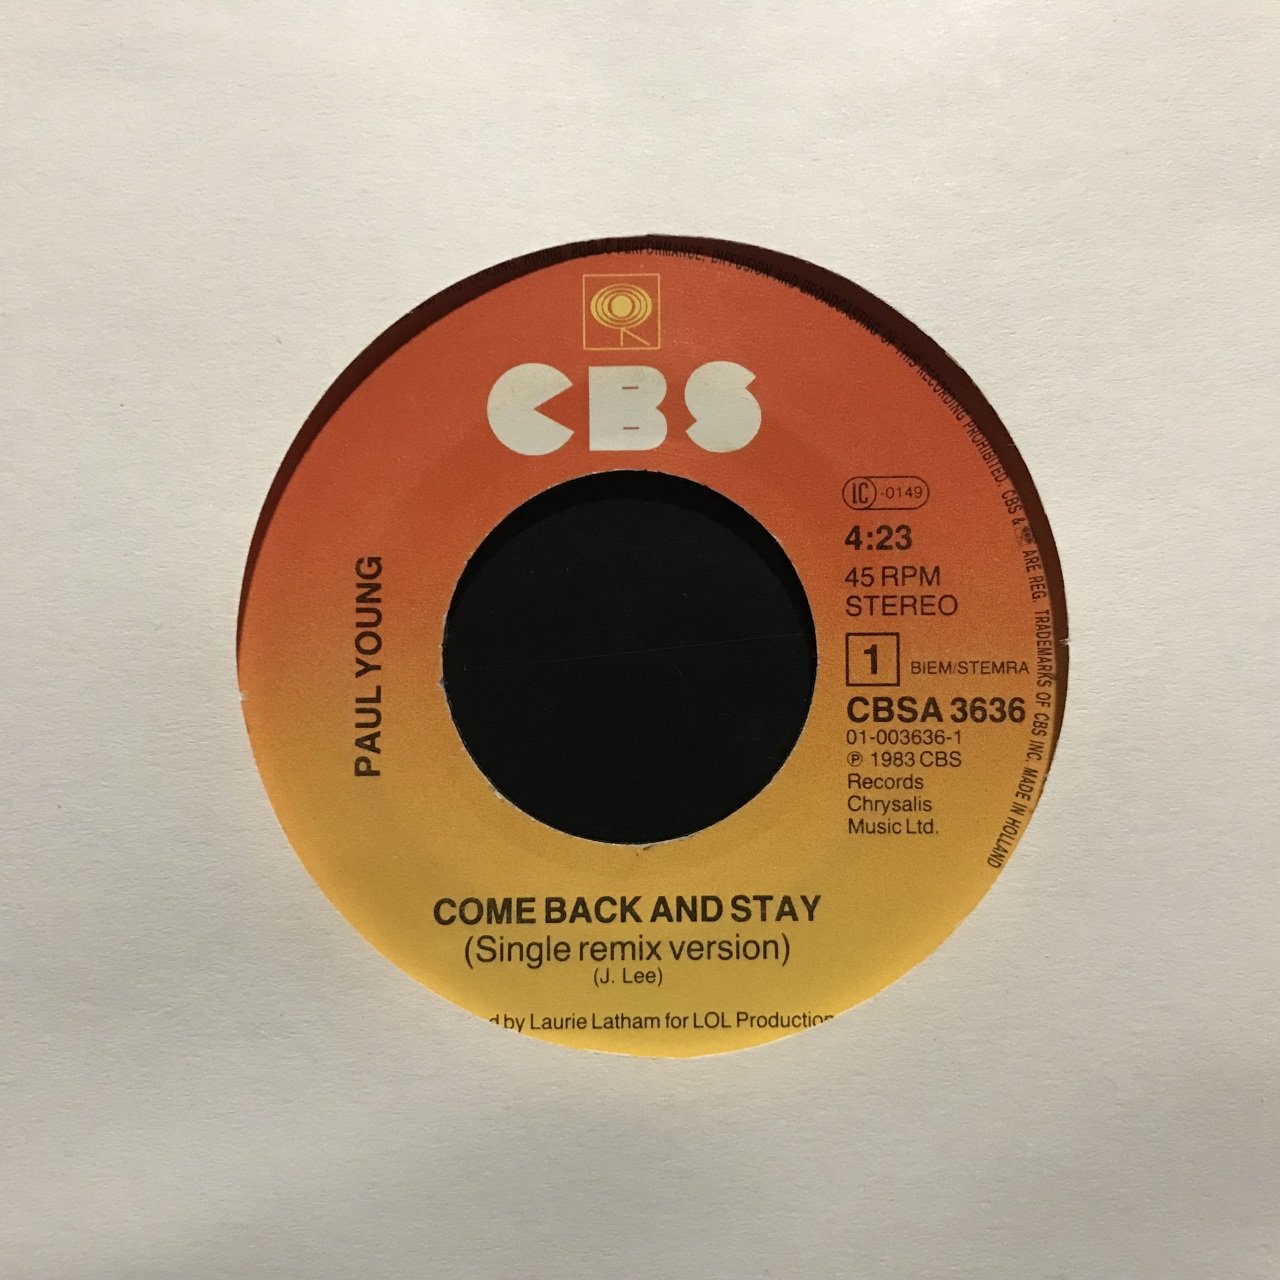 PUBLIC PERFORMANCE, DIFFUSION AND BROADCASTING OF THIS RECORDING PROHIBITED. CBS & ARE REG. TRADEMARKS OF CBS INC. MADE IN HOLLAND
CBS
LC -0149
4:23
45 RPM
STEREO
1 BIEM/STEMRA
CBSA 3636
01-003636-1
℗ 1983 CBS
Records
Chrysalis
Music Ltd.
PAUL YOUNG
COME BACK AND STAY
(Single remix version)
(J. Lee)
d by Laurie Latham for LOL Production